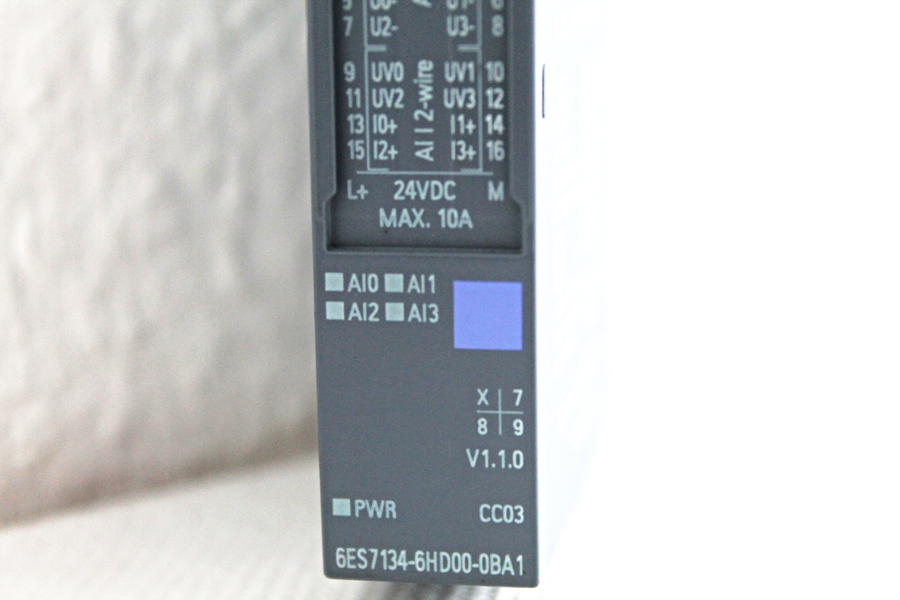 7 U2- U3- 8
9 UV0 UV1 10
11 UV2 UV3 12
13 I0+ I1+ 14
15 I2+ I3+ 16
AI I 2-wire
L+ 24VDC M
MAX. 10A
AI0 AI1
AI2 AI3
X 7
8 9
V1.1.0
PWR CC03
6ES7134-6HD00-0BA1